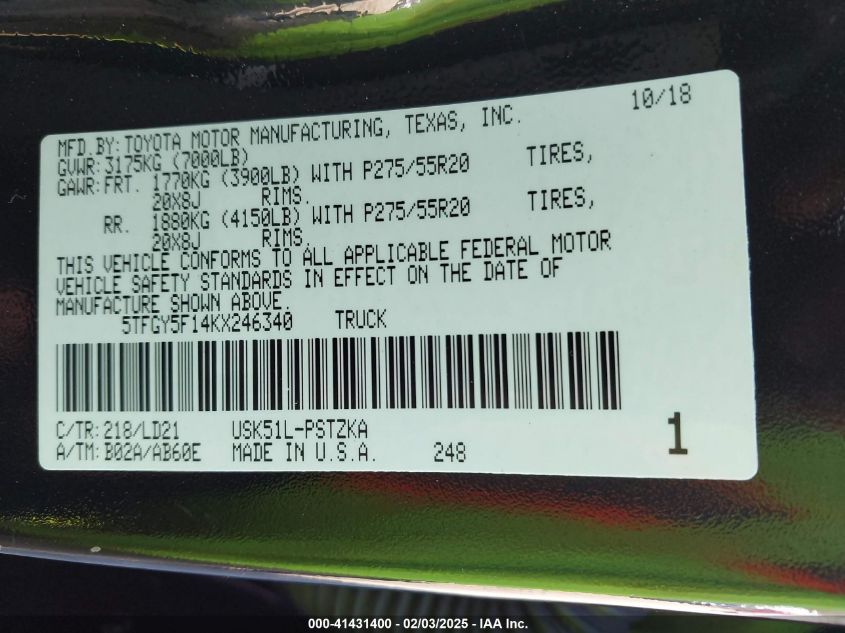 10/18
MFD.BY: TOYOTA MOTOR MANUFACTURING, TEXAS, INC.
GVWR: 3175KG (7000LB)
GAWR: FRT. 1770KG (3900LB) WITH P275/55R20 TIRES,
20X8J RIMS.
RR. 1880KG (4150LB) WITH P275/55R20 TIRES,
20X8J RIMS.
THIS VEHICLE CONFORMS TO ALL APPLICABLE FEDERAL MOTOR
VEHICLE SAFETY STANDARDS IN EFFECT ON THE DATE OF
MANUFACTURE SHOWN ABOVE.
5TFGY5F14KX246340 TRUCK
C/TR: 218/LD21 USK51L-PSTZKA
A/TM: B02A/AB60E MADE IN U.S.A. 248 1
000-41431400 - 02/03/2025 - IAA Inc.